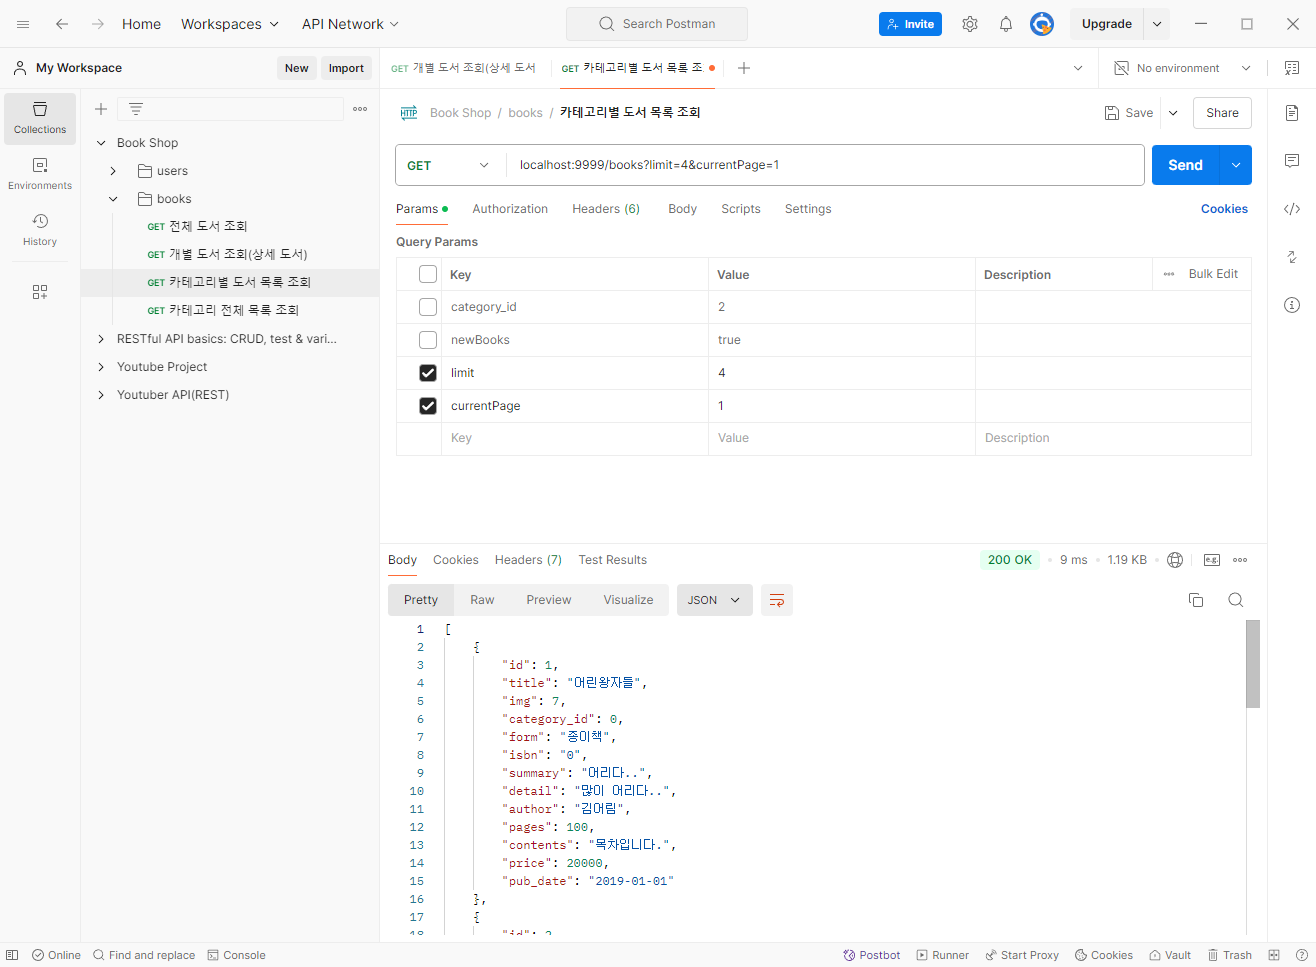 Home Workspaces API Network Search Postman Invite Upgrade
My Workspace New Import GET 개별 도서 조회(상세 도서 GET 카테고리별 도서 목록 조 No environment
Collections
Environments
History
Book Shop
users
books
GET 전체 도서 조회
GET 개별 도서 조회(상세 도서)
GET 카테고리별 도서 목록 조회
GET 카테고리 전체 목록 조회
RESTful API basics: CRUD, test & vari...
Youtube Project
Youtuber API(REST)
HTTP Book Shop / books / 카테고리별 도서 목록 조회 Save Share
GET localhost:9999/books?limit=4&currentPage=1 Send
Params Authorization Headers (6) Body Scripts Settings Cookies
Query Params
Key Value Description Bulk Edit
category_id 2
newBooks true
limit 4
currentPage 1
Key Value Description
Body Cookies Headers (7) Test Results 200 OK 9 ms 1.19 KB e.g.
Pretty Raw Preview Visualize JSON
1 [
2 {
3 "id": 1,
4 "title": "어린왕자들",
5 "img": 7,
6 "category_id": 0,
7 "form": "종이책",
8 "isbn": "0",
9 "summary": "어리다..",
10 "detail": "많이 어리다..",
11 "author": "김어림",
12 "pages": 100,
13 "contents": "목차입니다.",
14 "price": 20000,
15 "pub_date": "2019-01-01"
16 },
17 {
18 "id": 2
Online Find and replace Console Postbot Runner Start Proxy Cookies Vault Trash